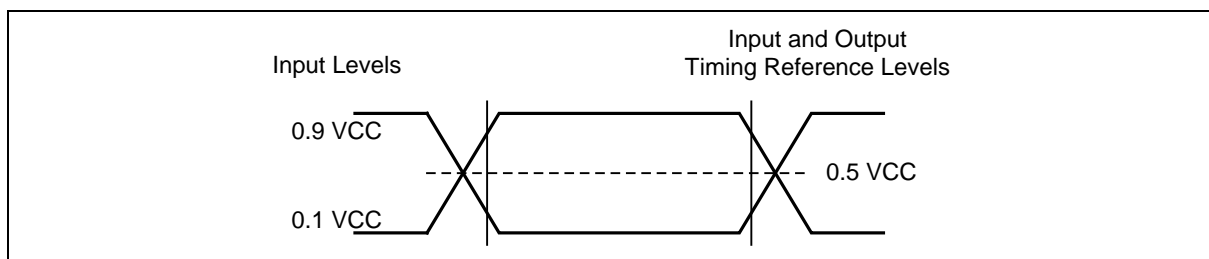 Input Levels
Input and Output
Timing Reference Levels
0.9 VCC
0.5 VCC
0.1 VCC